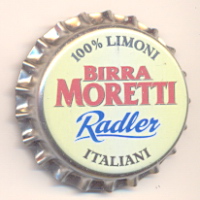 100% LIMONI
BIRRA
MORETTI
Radler
ITALIANI